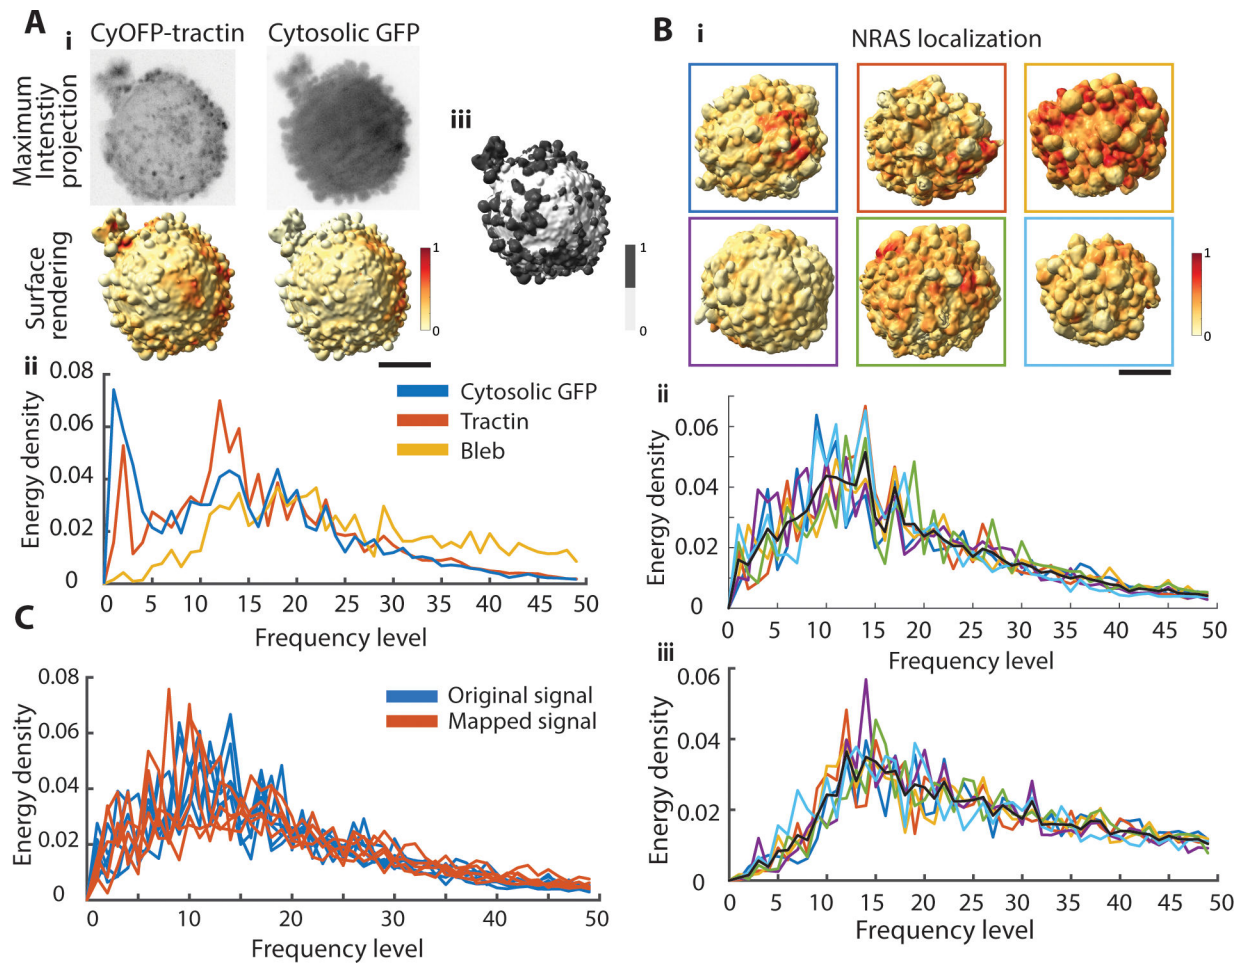 A
i
CyOFP-tractin
Cytosolic GFP
Maximum
Intenstiy
projection
Surface
rendering
1
0
1
0
iii
1
0
ii
0.08
0.06
0.04
0.02
0
Energy density
Cytosolic GFP
Tractin
Bleb
0 5 10 15 20 25 30 35 40 45 50
Frequency level
B
i
NRAS localization
1
0
ii
0.06
0.04
0.02
0
Energy density
0 5 10 15 20 25 30 35 40 45 50
Frequency level
iii
0.06
0.04
0.02
0
Energy density
0 5 10 15 20 25 30 35 40 45 50
Frequency level
C
0.08
0.06
0.04
0.02
0
Energy density
Original signal
Mapped signal
0 10 20 30 40 50
Frequency level